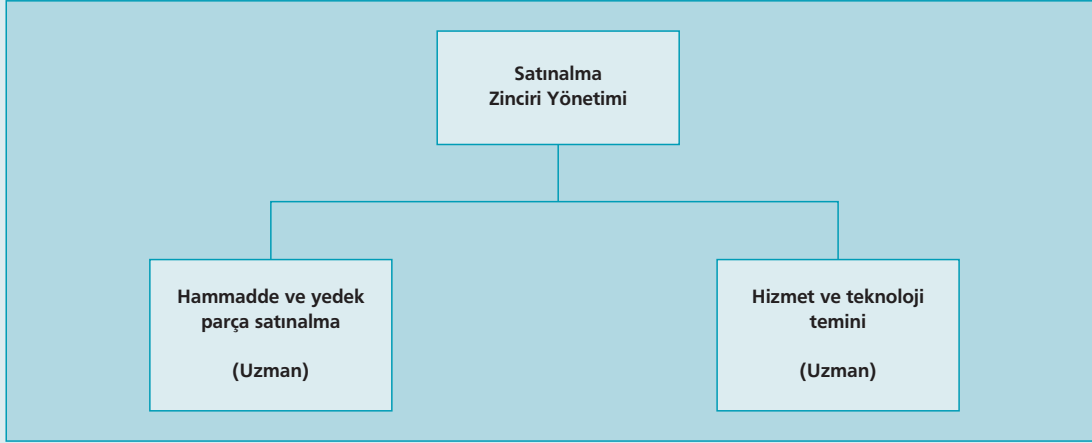 Satınalma
Zinciri Yönetimi
Hammadde ve yedek
parça satınalma
(Uzman)
Hizmet ve teknoloji
temini
(Uzman)